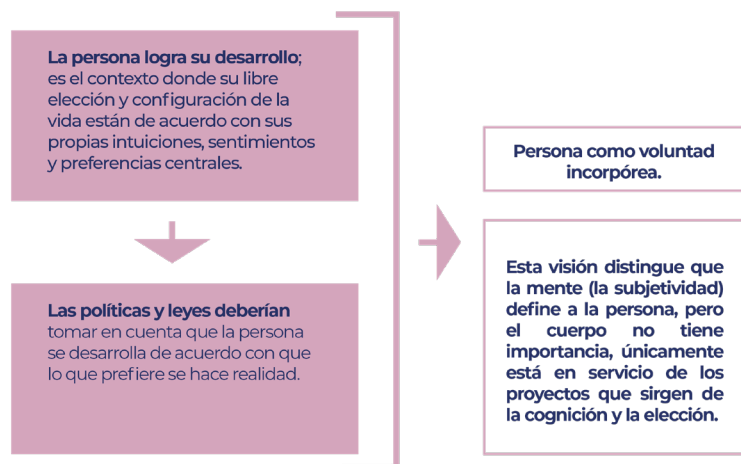 La persona logra su desarrollo;
es el contexto donde su libre
elección y configuración de la
vida están de acuerdo con sus
propias intuiciones, sentimientos
y preferencias centrales.
Las políticas y leyes deberían
tomar en cuenta que la persona
se desarrolla de acuerdo con que
lo que prefiere se hace realidad.
Persona como voluntad
incorpórea.
Esta visión distingue que
la mente (la subjetividad)
define a la persona, pero
el cuerpo no tiene
importancia, únicamente
está en servicio de los
proyectos que sirgen de
la cognición y la elección.